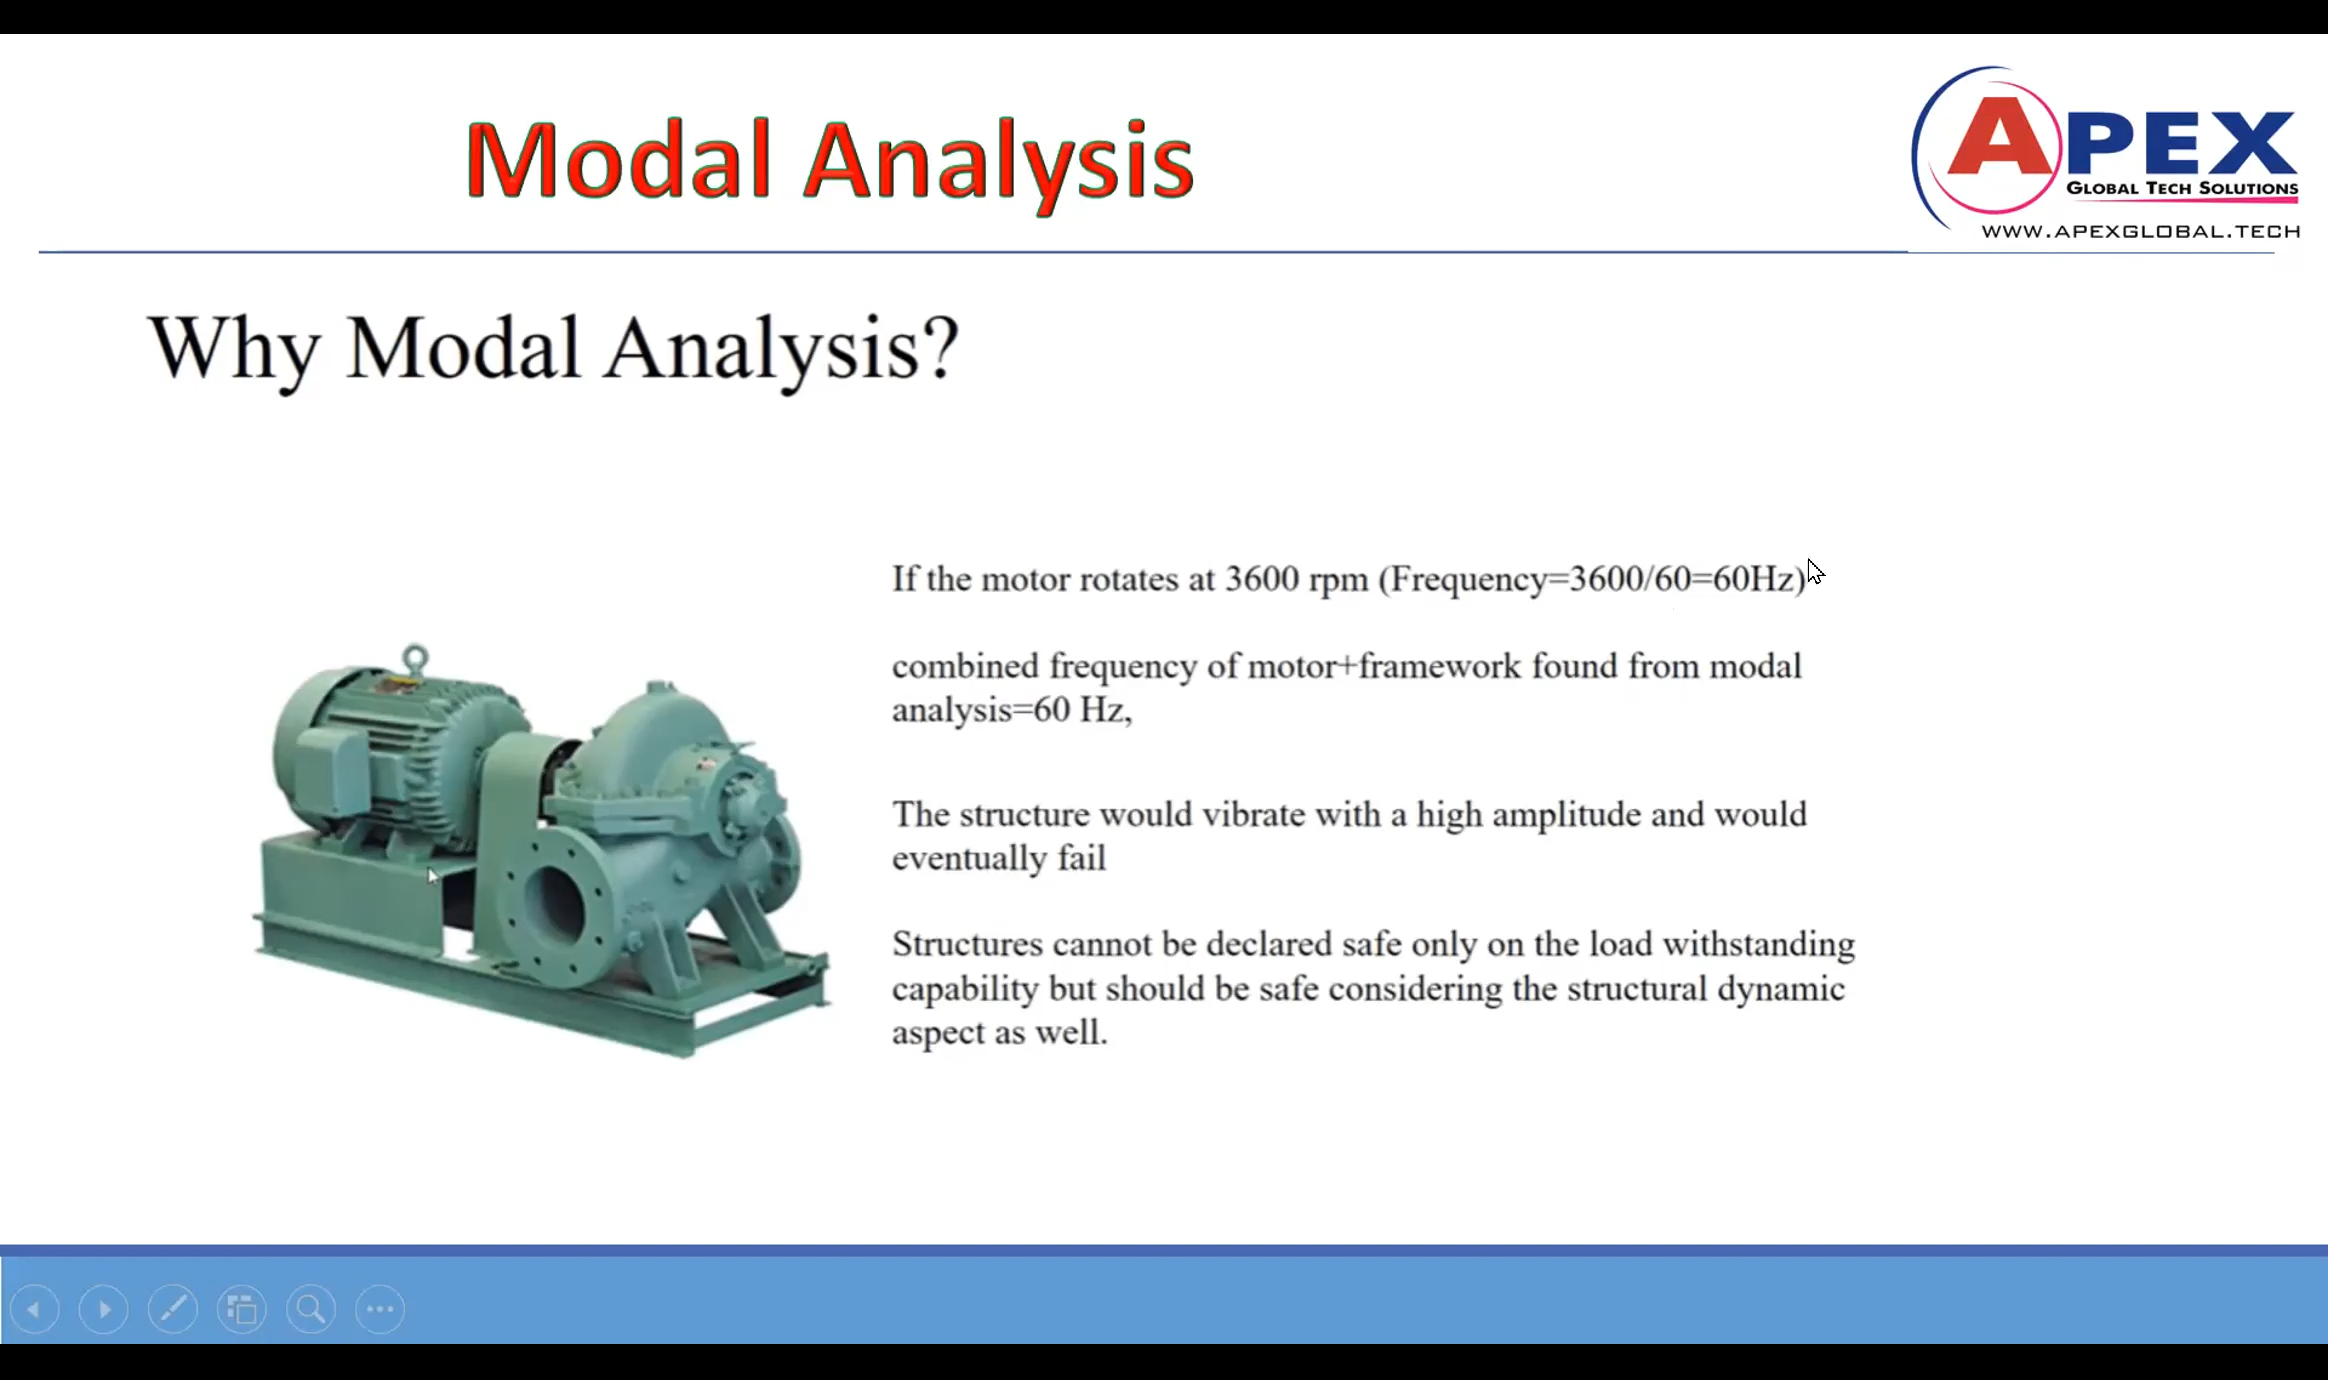 Modal Analysis
APEX
GLOBAL TECH SOLUTIONS
WWW.APEXGLOBAL.TECH
Why Modal Analysis?
If the motor rotates at 3600 rpm (Frequency=3600/60=60Hz)
combined frequency of motor+framework found from modal
analysis=60 Hz,
The structure would vibrate with a high amplitude and would
eventually fail
Structures cannot be declared safe only on the load withstanding
capability but should be safe considering the structural dynamic
aspect as well.